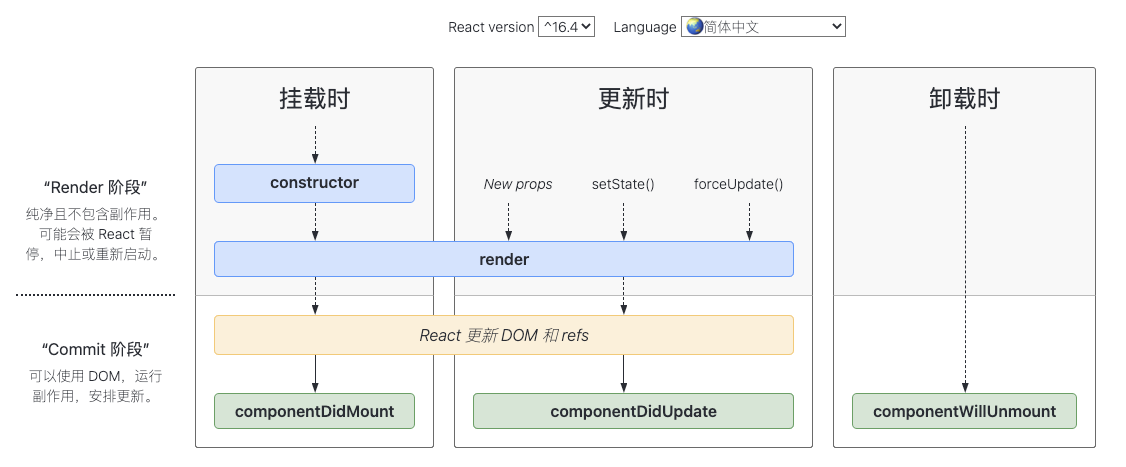 React version ^16.4 Language 简体中文
挂载时
更新时
卸载时
“Render 阶段”
纯净且不包含副作用。
可能会被 React 暂
停，中止或重新启动。
constructor
New props
setState()
forceUpdate()
render
“Commit 阶段”
可以使用 DOM，运行
副作用，安排更新。
React 更新 DOM 和 refs
componentDidMount
componentDidUpdate
componentWillUnmount